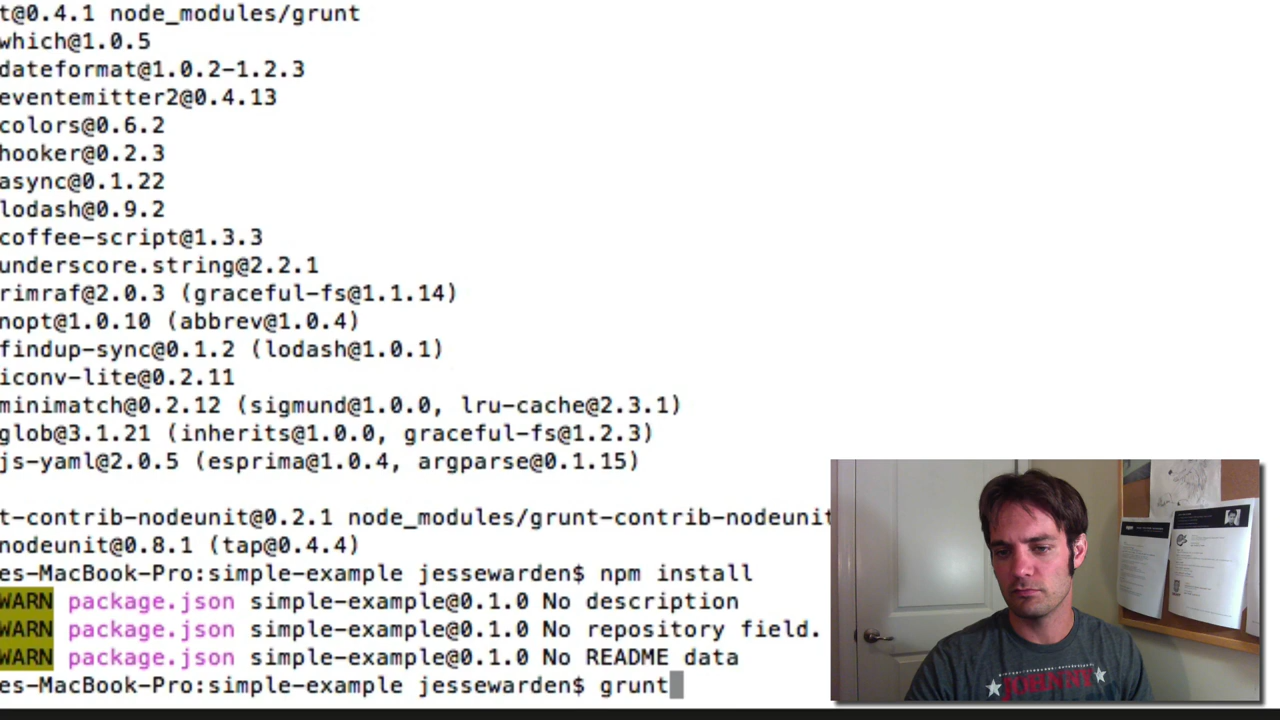 t@0.4.1 node_modules/grunt
which@1.0.5
dateformat@1.0.2-1.2.3
eventemitter2@0.4.13
colors@0.6.2
hooker@0.2.3
async@0.1.22
lodash@0.9.2
coffee-script@1.3.3
underscore.string@2.2.1
rimraf@2.0.3 (graceful-fs@1.1.14)
nopt@1.0.10 (abbrev@1.0.4)
findup-sync@0.1.2 (lodash@1.0.1)
iconv-lite@0.2.11
minimatch@0.2.12 (sigmund@1.0.0, lru-cache@2.3.1)
glob@3.1.21 (inherits@1.0.0, graceful-fs@1.2.3)
js-yaml@2.0.5 (esprima@1.0.4, argparse@0.1.15)
t-contrib-nodeunit@0.2.1 node_modules/grunt-contrib-nodeunit
nodeunit@0.8.1 (tap@0.4.4)
es-MacBook-Pro:simple-example jessewarden$ npm install
WARN package.json simple-example@0.1.0 No description
WARN package.json simple-example@0.1.0 No repository field.
WARN package.json simple-example@0.1.0 No README data
es-MacBook-Pro:simple-example jessewarden$ grunt